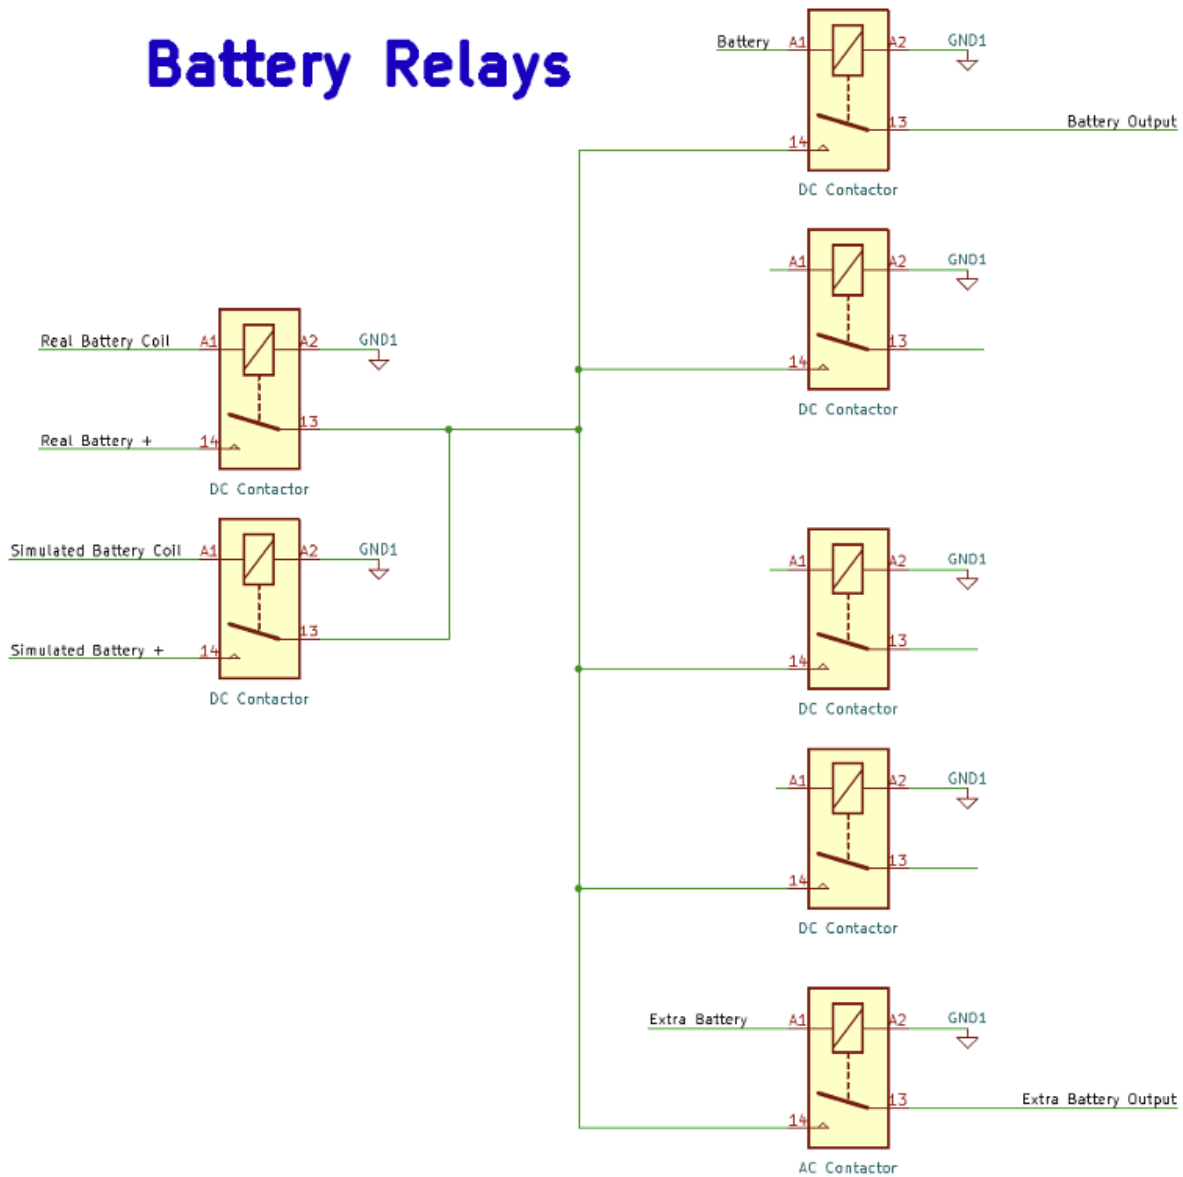 Battery Relays
Battery A1 A2 GND1
13 Battery Output
14
DC Contactor
A1 A2 GND1
13
14
DC Contactor
Real Battery Coil A1 A2 GND1
13
Real Battery + 14
DC Contactor
Simulated Battery Coil A1 A2 GND1
13
Simulated Battery + 14
DC Contactor
A1 A2 GND1
13
14
DC Contactor
A1 A2 GND1
13
14
DC Contactor
Extra Battery A1 A2 GND1
13 Extra Battery Output
14
AC Contactor